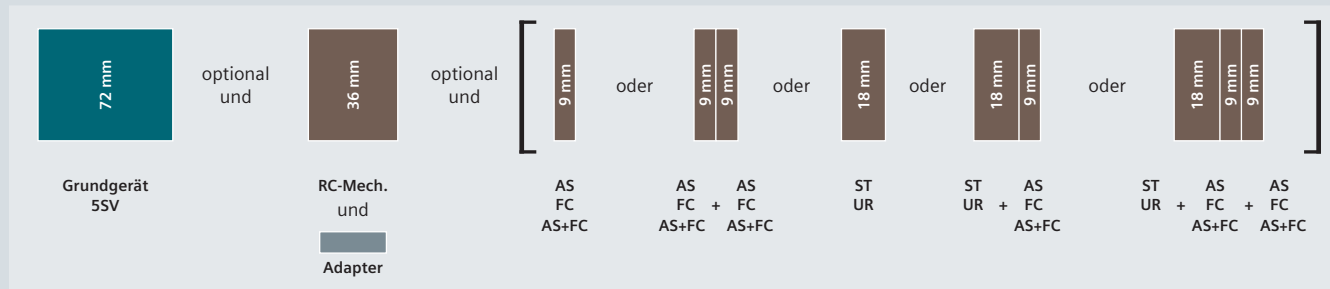 72 mm
optional
und
36 mm
optional
und
9 mm
oder
9 mm
9 mm
oder
18 mm
oder
18 mm
9 mm
oder
18 mm
9 mm
9 mm
Grundgerät
5SV
RC-Mech.
und
Adapter
AS
FC
AS+FC
AS AS
FC + FC
AS+FC AS+FC
ST
UR
ST AS
UR + FC
AS+FC
ST AS AS
UR + FC + FC
AS+FC AS+FC